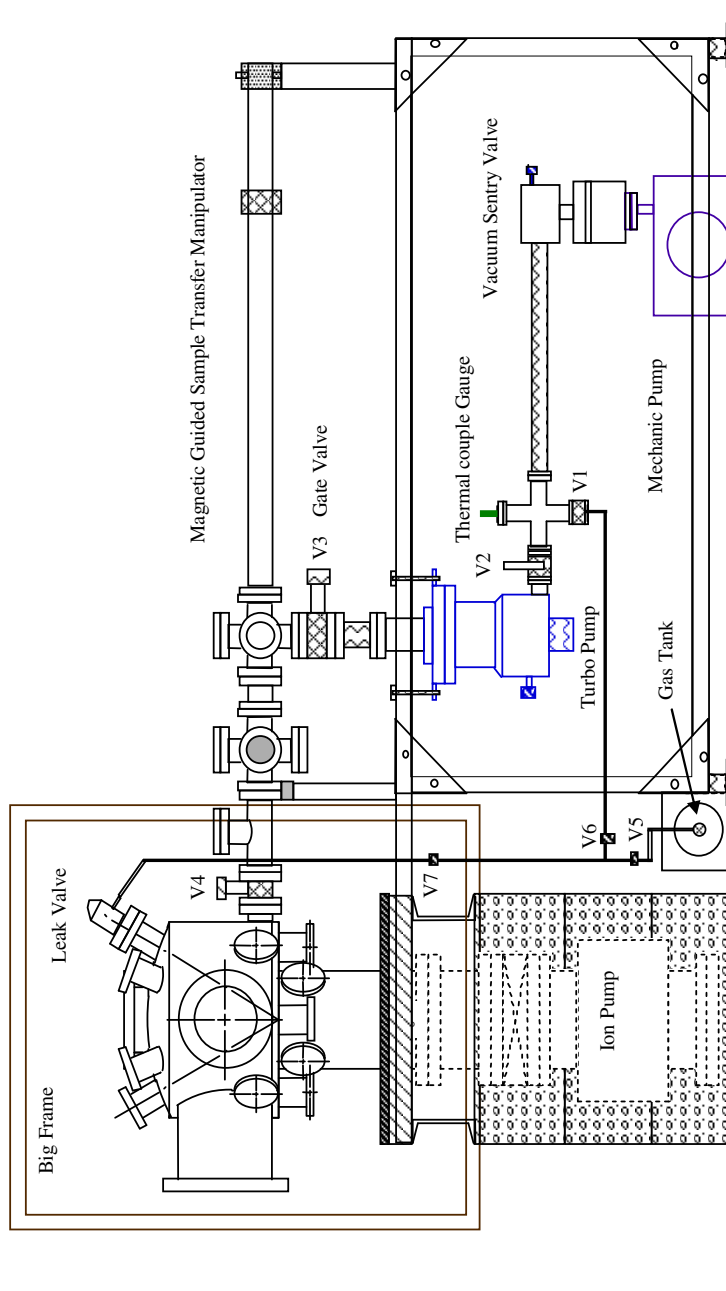 Big Frame
Leak Valve
V4
Magnetic Guided Sample Transfer Manipulator
V3 Gate Valve
V7
Thermal couple Gauge
Vacuum Sentry Valve
V2
V1
Turbo Pump
V6
V5
Gas Tank
Mechanic Pump
Ion Pump